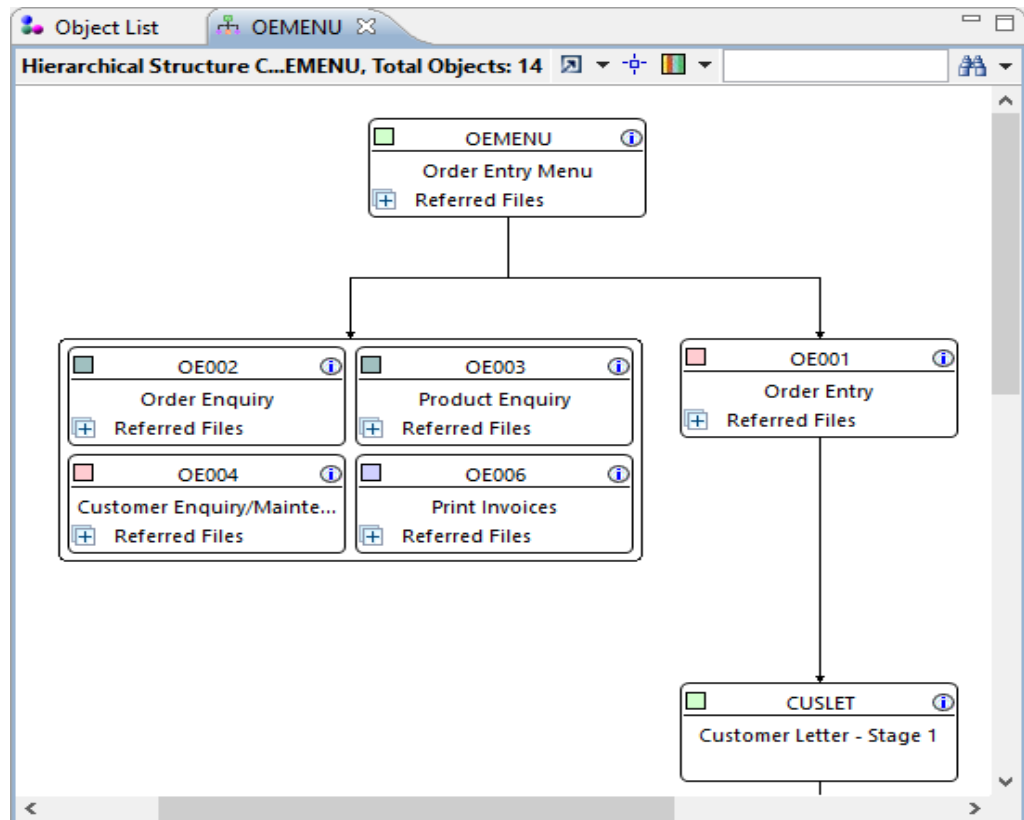 Object List
OEMENU
Hierarchical Structure C...EMENU, Total Objects: 14
OEMENU
Order Entry Menu
Referred Files
OE002
Order Enquiry
Referred Files
OE003
Product Enquiry
Referred Files
OE004
Customer Enquiry/Mainte...
Referred Files
OE006
Print Invoices
Referred Files
OE001
Order Entry
Referred Files
CUSLET
Customer Letter - Stage 1